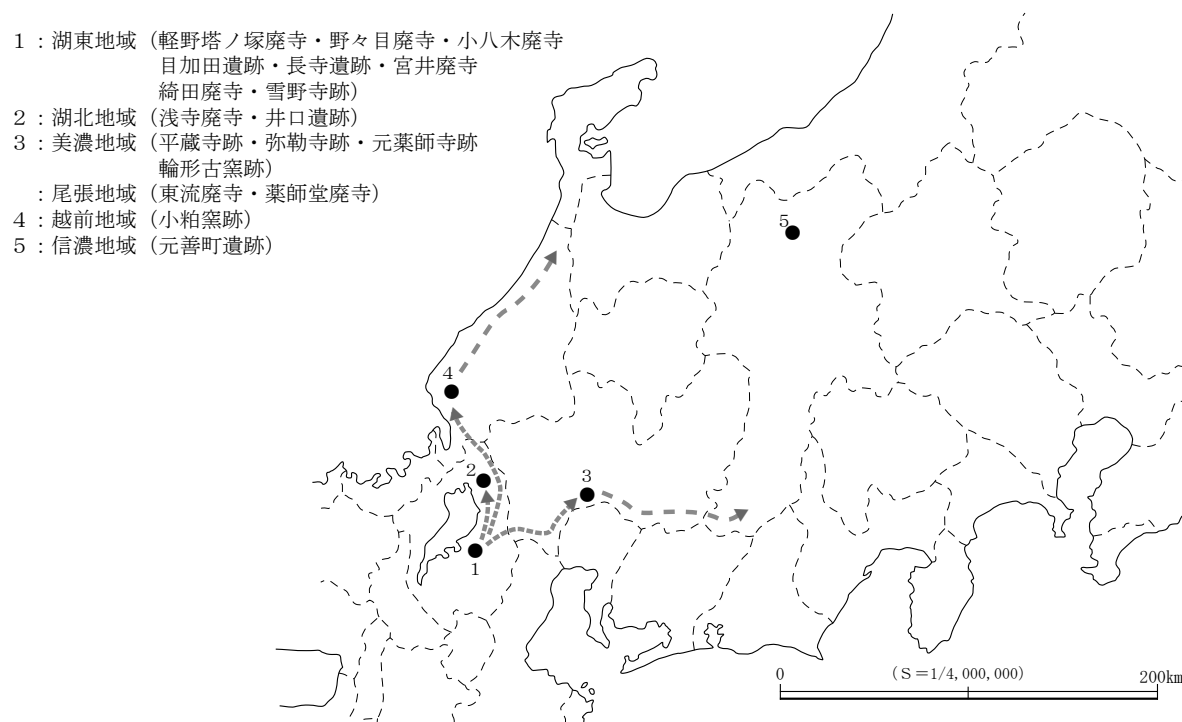 1：湖東地域（軽野塔ノ塚廃寺・野々目廃寺・小八木廃寺
目加田遺跡・長寺遺跡・宮井廃寺
綺田廃寺・雪野寺跡）
2：湖北地域（浅寺廃寺・井口遺跡）
3：美濃地域（平蔵寺跡・弥勒寺跡・元薬師寺跡
輪形古窯跡）
：尾張地域（東流廃寺・薬師堂廃寺）
4：越前地域（小粕窯跡）
5：信濃地域（元善町遺跡）
5
4
2
3
1
0
（S＝1/4,000,000）
200km